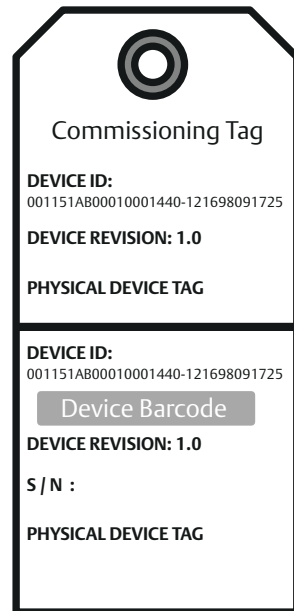 Commissioning Tag
DEVICE ID:
001151AB00010001440-121698091725
DEVICE REVISION: 1.0
PHYSICAL DEVICE TAG
DEVICE ID:
001151AB00010001440-121698091725
Device Barcode
DEVICE REVISION: 1.0
S / N :
PHYSICAL DEVICE TAG